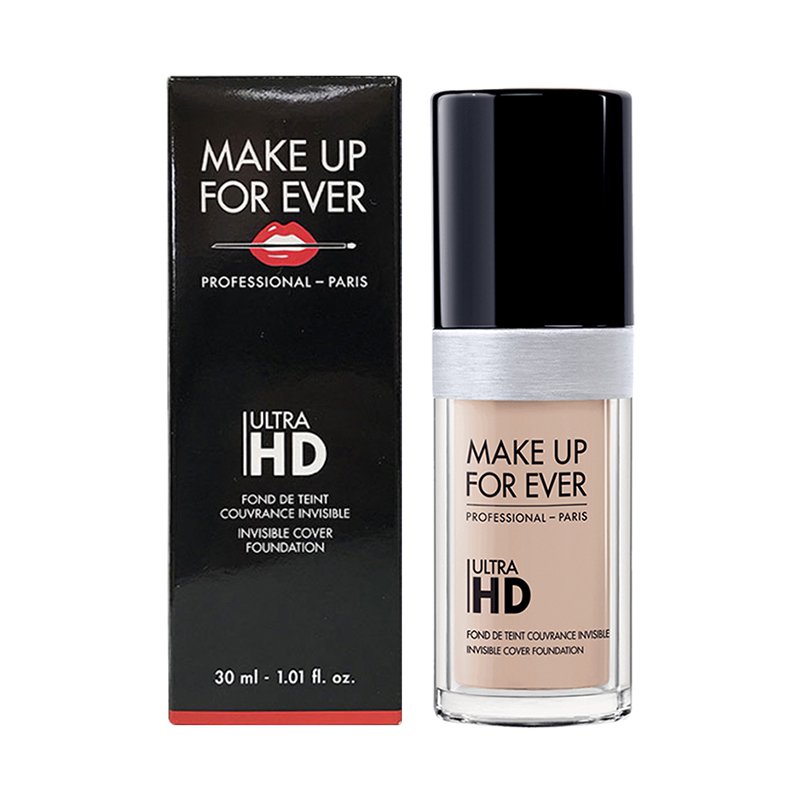 MAKE UP
FOR EVER
PROFESSIONAL – PARIS
ULTRA
HD
FOND DE TEINT
COUVRANCE INVISIBLE
INVISIBLE COVER
FOUNDATION
30 ml - 1.01 fl. oz.
MAKE UP
FOR EVER
PROFESSIONAL – PARIS
ULTRA
HD
FOND DE TEINT COUVRANCE INVISIBLE
INVISIBLE COVER FOUNDATION